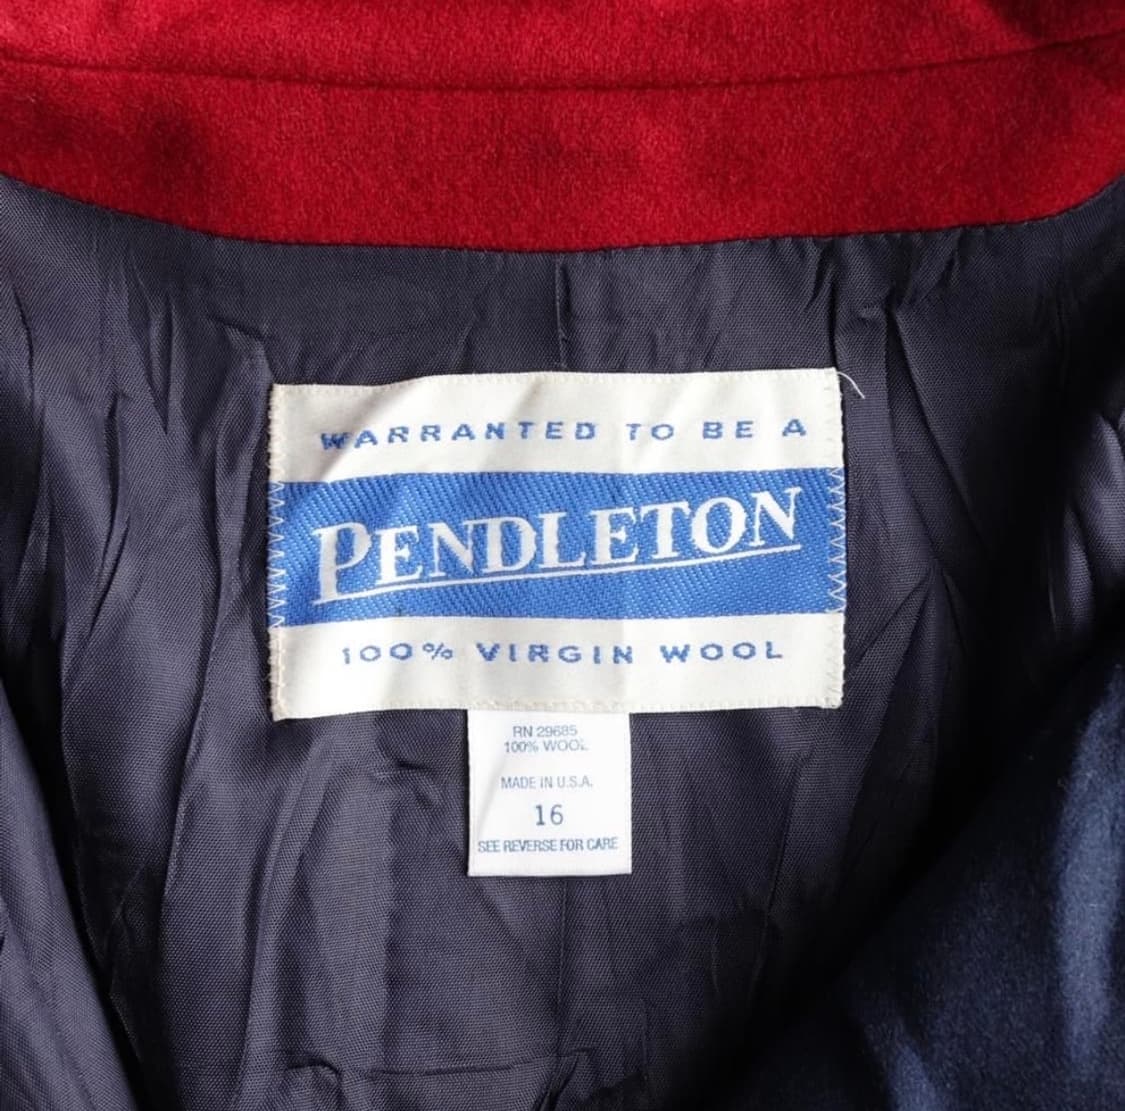 WARRANTED TO BE A
PENDLETON
100% VIRGIN WOOL
RN 29685
100% WOOL
MADE IN U.S.A.
16
SEE REVERSE FOR CARE